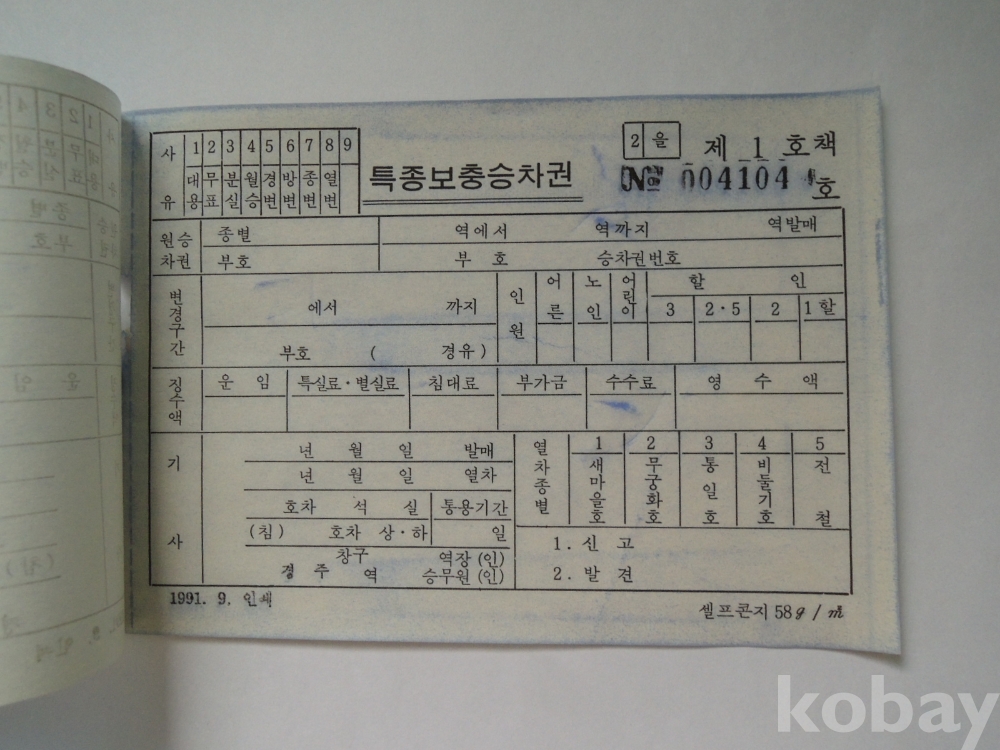 사유 1 2 3 4 5 6 7 8 9
대용 무표 분실 월승 경변 방변 종변 열변
특종보충승차권
2 을 제 1 호책
№ 004104 호
원승차권 종별 역에서 역까지 역발매
부호 부호 승차권번호
변경구간 에서 까지 인원 어른 노인 어린이 할인
3 2·5 2 1할
부호 ( 경유)
징수액 운임 특실료·별실료 침대료 부가금 수수료 영수액
기사 년 월 일 발매 열차종별 1 2 3 4 5
년 월 일 열차 새마을호 무궁화호 통일호 비둘기호 전철
호차 석 실 통용기간
(침) 호차 상·하 일 1. 신고
창구 역장(인)
경주역 승무원(인) 2. 발견
1991. 9. 인쇄 셀프콘지 58g/㎡
kobay